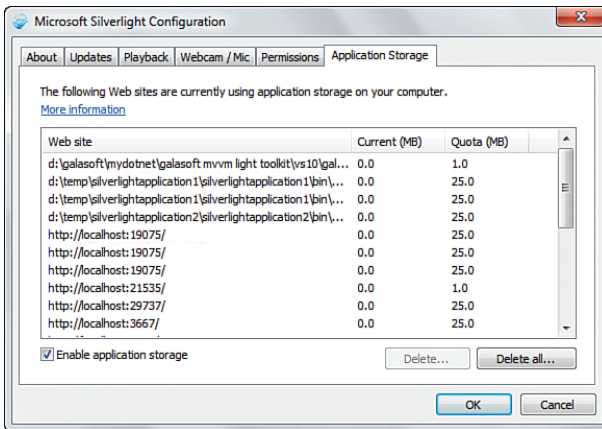 Microsoft Silverlight Configuration
About Updates Playback Webcam / Mic Permissions Application Storage
The following Web sites are currently using application storage on your computer.
More information
Web site Current (MB) Quota (MB)
d:\galasoft\mydotnet\galasoft mvvm light toolkit\vs10\gal... 0.0 1.0
d:\temp\silverlightapplication1\silverlightapplication1\bin\... 0.0 25.0
d:\temp\silverlightapplication1\silverlightapplication1\bin\... 0.0 25.0
d:\temp\silverlightapplication2\silverlightapplication2\bin\... 0.0 25.0
http://localhost:19075/ 0.0 25.0
http://localhost:19075/ 0.0 25.0
http://localhost:19075/ 0.0 25.0
http://localhost:21535/ 0.0 1.0
http://localhost:29737/ 0.0 25.0
http://localhost:3667/ 0.0 25.0
Enable application storage Delete... Delete all...
OK Cancel